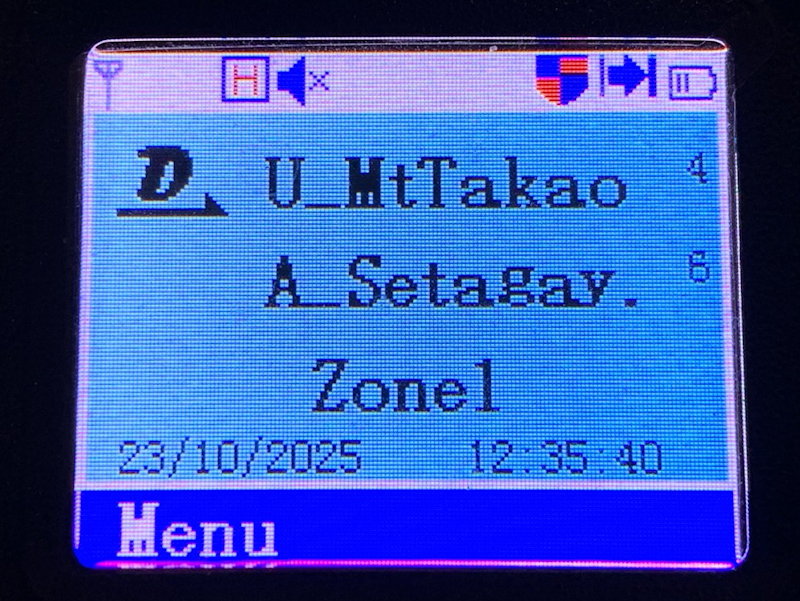 H
D U_MtTakao 4
A_Setagay. 6
Zone1
23/10/2025 12:35:40
Menu